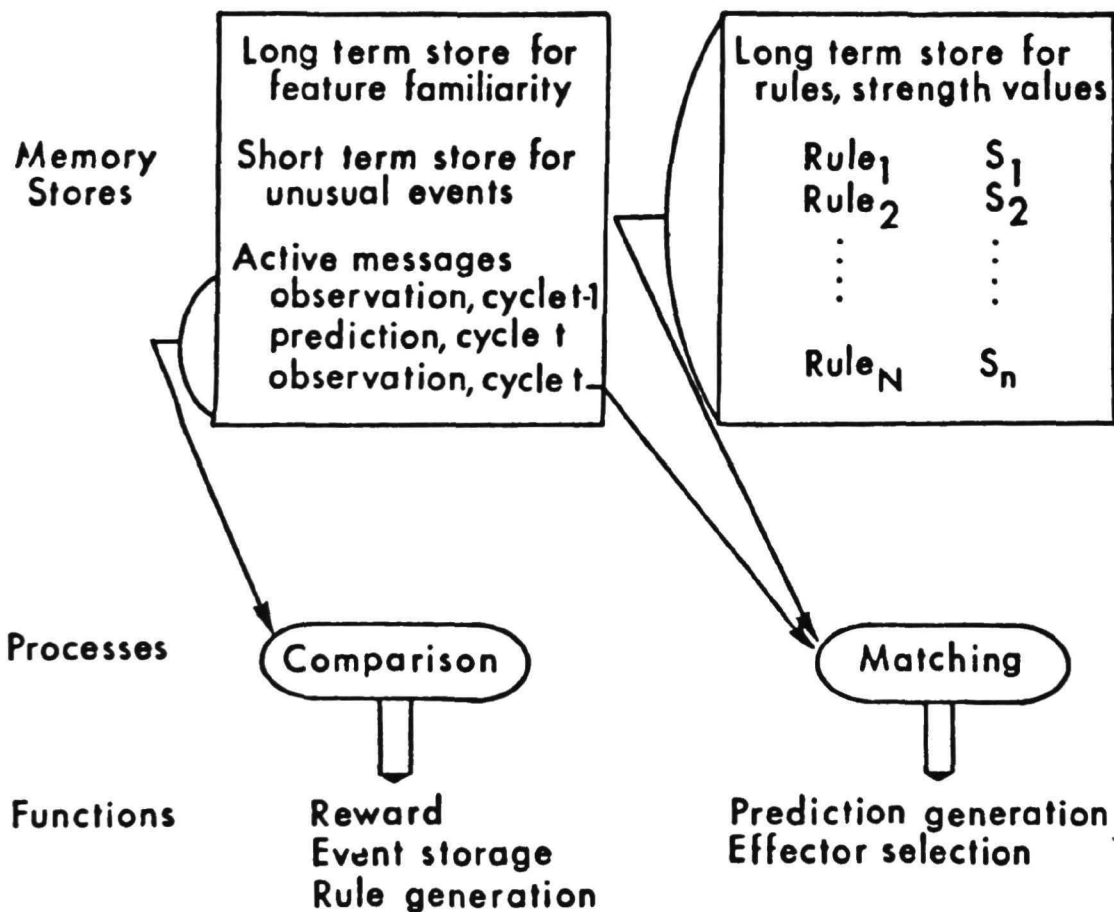 Long term store for
feature familiarity
Short term store for
unusual events
Active messages
observation, cycle t-1
prediction, cycle t
observation, cycle t
Long term store for
rules, strength values
Rule1 S1
Rule2 S2
⋮ ⋮
RuleN Sn
Memory
Stores
Processes
Comparison
Matching
Functions
Reward
Event storage
Rule generation
Prediction generation
Effector selection